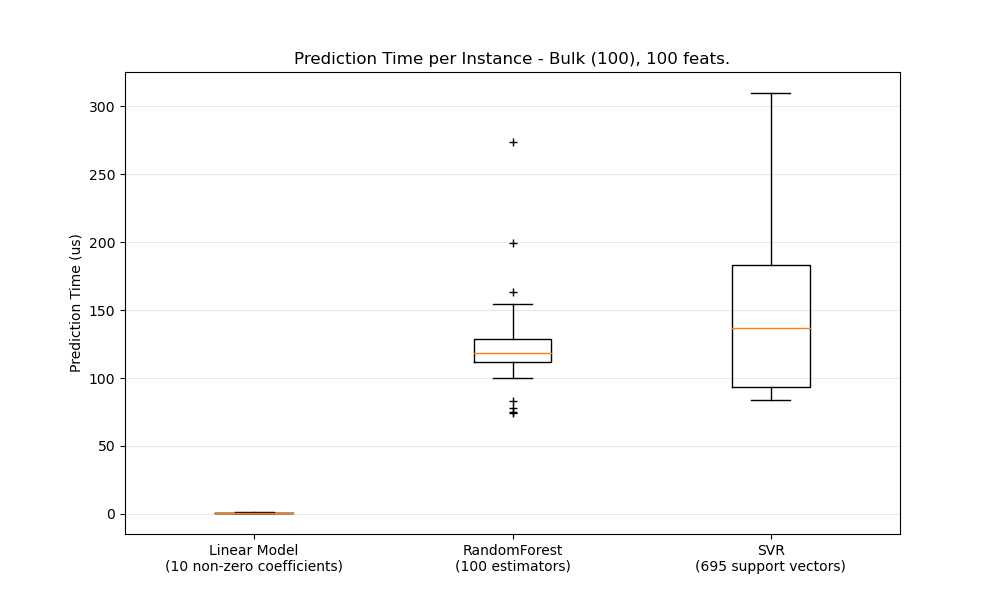 Prediction Time per Instance - Bulk (100), 100 feats.
300
250
200
150
100
50
0
Prediction Time (us)
Linear Model
(10 non-zero coefficients)
RandomForest
(100 estimators)
SVR
(695 support vectors)